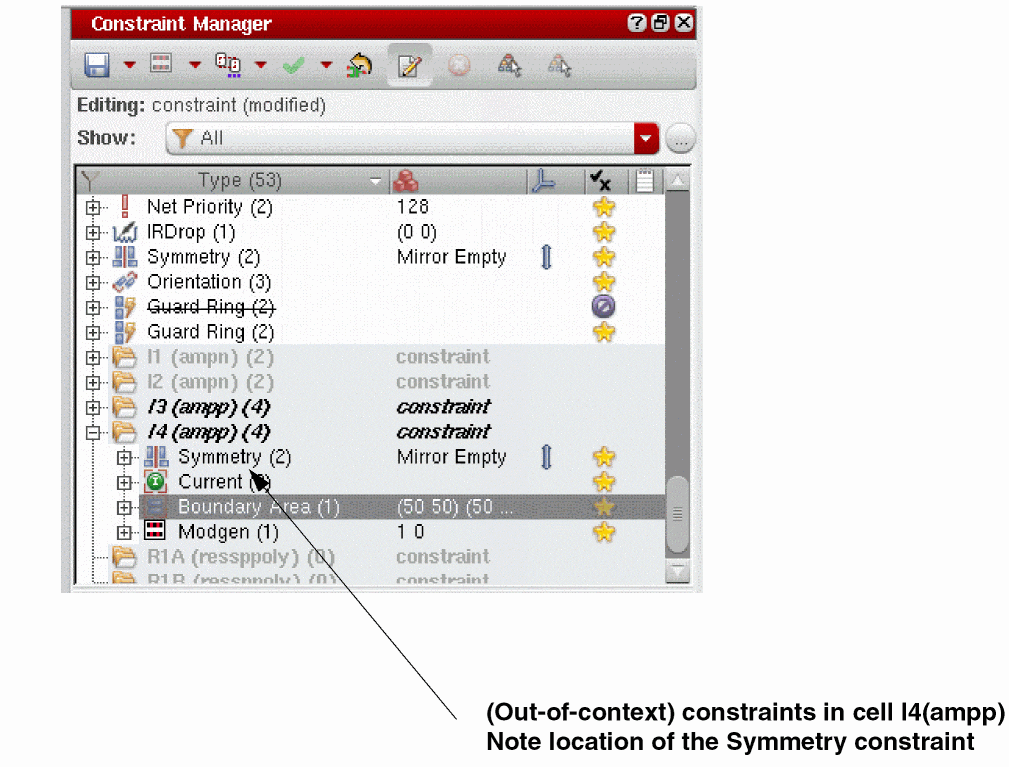 Constraint Manager
Editing: constraint (modified)
Show: All ...
Type (53)
Net Priority (2) 128
IRDrop (1) (0 0)
Symmetry (2) Mirror Empty
Orientation (3)
Guard Ring (2)
Guard Ring (2)
I1 (ampn) (2) constraint
I2 (ampn) (2) constraint
I3 (ampp) (4) constraint
I4 (ampp) (4) constraint
Symmetry (2) Mirror Empty
Current
Boundary Area (1) (50 50) (50 ...
Modgen (1) 1 0
R1A (ressppoly) (0) constraint
R1B (ressppoly) (0) constraint
(Out-of-context) constraints in cell I4(ampp)
Note location of the Symmetry constraint